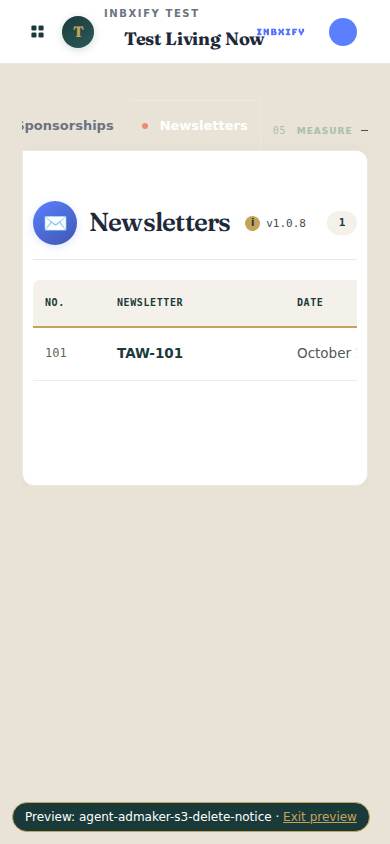 INBXIFY TEST
T
Test Living Now
INBXIFY
Sponsorships
Newsletters
05 MEASURE
Newsletters
i
v1.0.8
1
NO. NEWSLETTER DATE
101 TAW-101 October
Preview: agent-admaker-s3-delete-notice · Exit preview